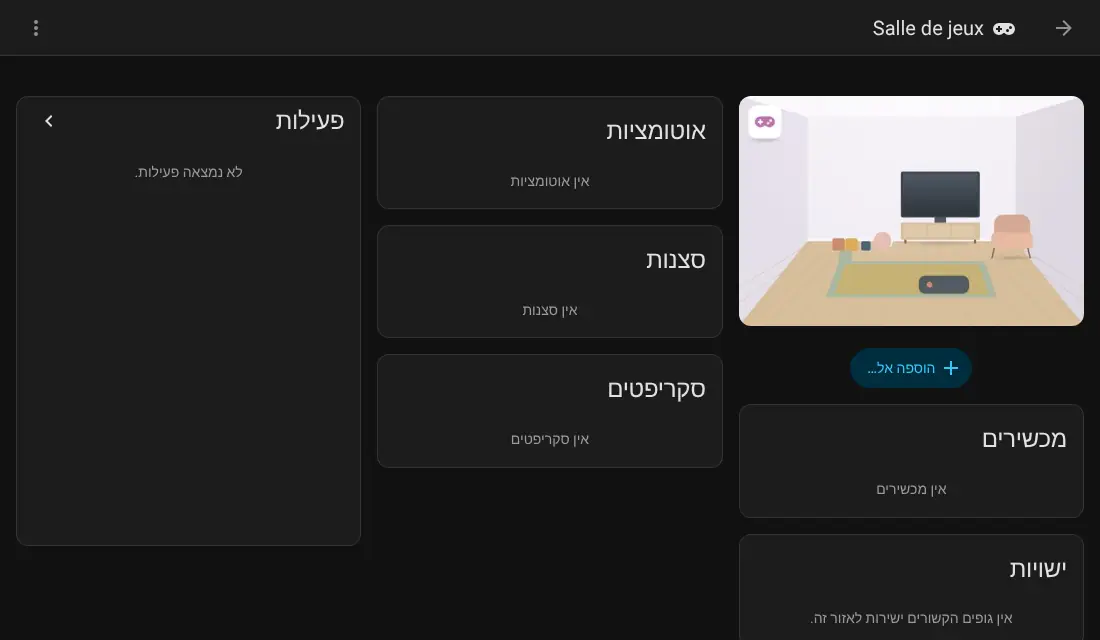 Salle de jeux
הוספה אל...
מכשירים
אין מכשירים
ישויות
אין גופים הקשורים ישירות לאזור זה.
אוטומציות
אין אוטומציות
סצנות
אין סצנות
סקריפטים
אין סקריפטים
פעילות
לא נמצאה פעילות.